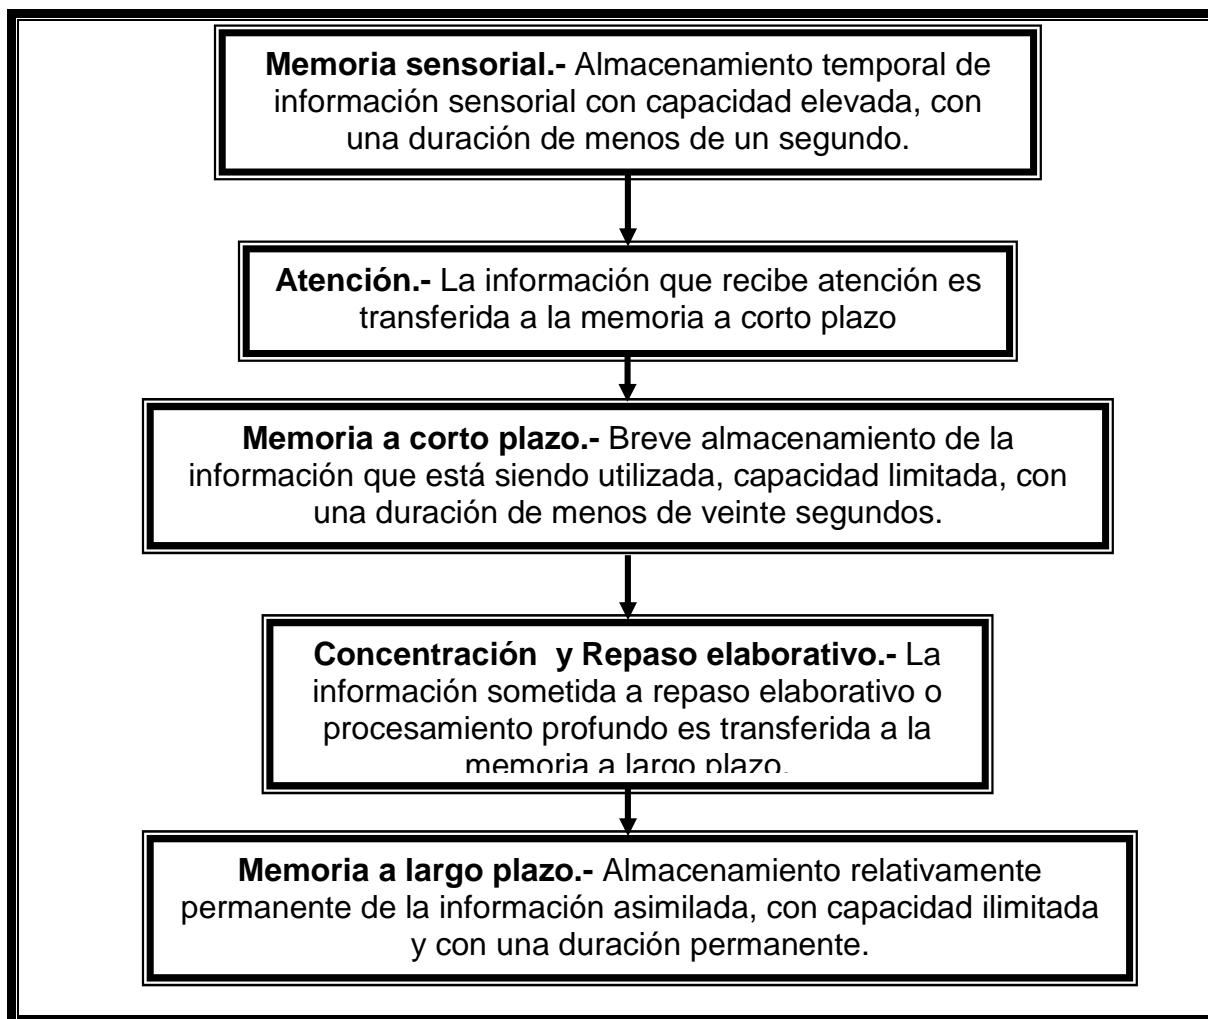 Memoria sensorial.- Almacenamiento temporal de
información sensorial con capacidad elevada, con
una duración de menos de un segundo.
Atención.- La información que recibe atención es
transferida a la memoria a corto plazo
Memoria a corto plazo.- Breve almacenamiento de la
información que está siendo utilizada, capacidad limitada, con
una duración de menos de veinte segundos.
Concentración  y Repaso elaborativo.- La
información sometida a repaso elaborativo o
procesamiento profundo es transferida a la
memoria a largo plazo.
Memoria a largo plazo.- Almacenamiento relativamente
permanente de la información asimilada, con capacidad ilimitada
y con una duración permanente.